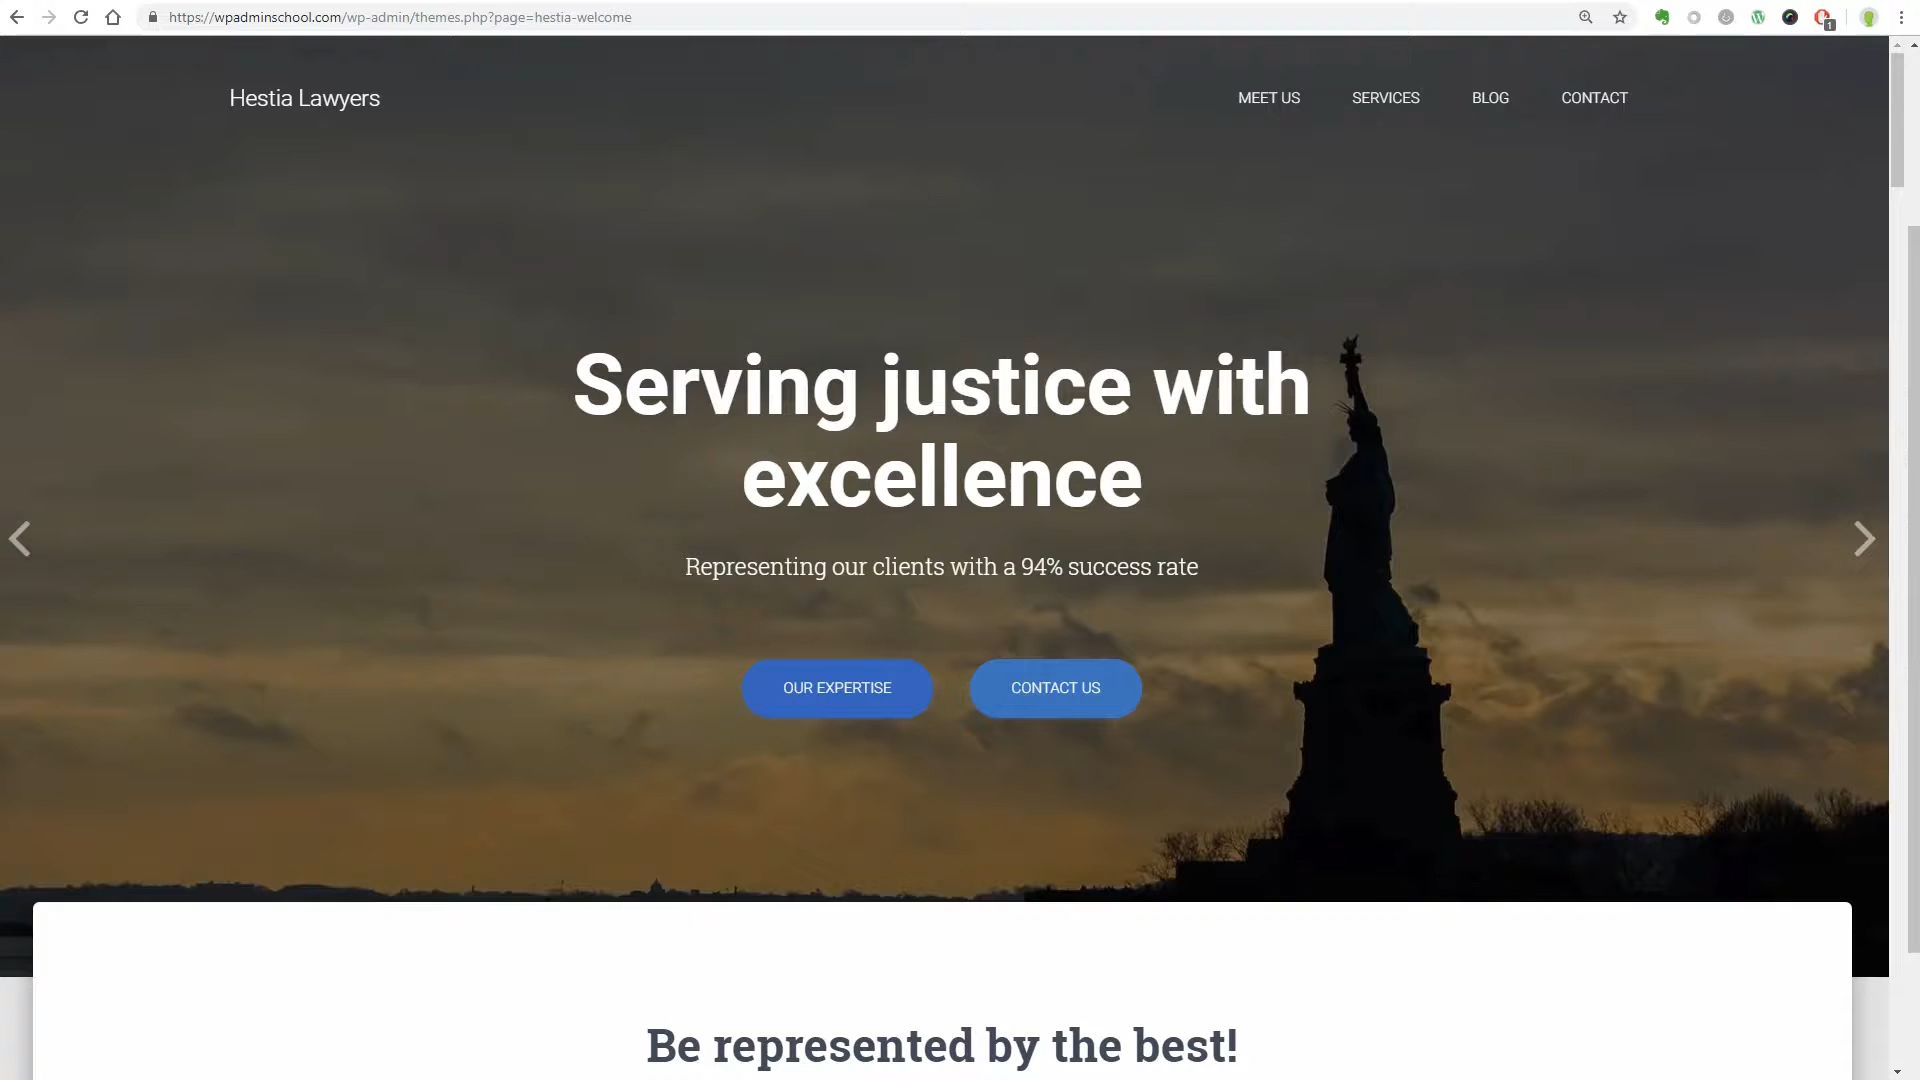 https://wpadminschool.com/wp-admin/themes.php?page=hestia-welcome
1
Hestia Lawyers
MEET US
SERVICES
BLOG
CONTACT
Serving justice with
excellence
Representing our clients with a 94% success rate
OUR EXPERTISE
CONTACT US
Be represented by the best!